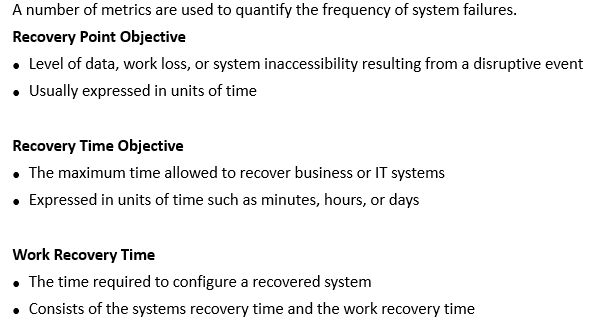 A number of metrics are used to quantify the frequency of system failures.
Recovery Point Objective
• Level of data, work loss, or system inaccessibility resulting from a disruptive event
• Usually expressed in units of time
Recovery Time Objective
• The maximum time allowed to recover business or IT systems
• Expressed in units of time such as minutes, hours, or days
Work Recovery Time
• The time required to configure a recovered system
• Consists of the systems recovery time and the work recovery time